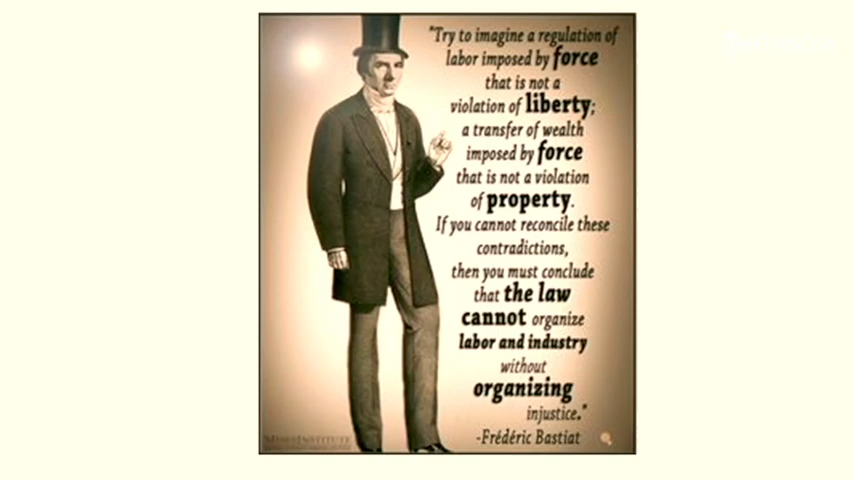 "Try to imagine a regulation of
labor imposed by force
that is not a
violation of liberty;
a transfer of wealth
imposed by force
that is not a violation
of property.
If you cannot reconcile these
contradictions,
then you must conclude
that the law
cannot organize
labor and industry
without
organizing
injustice."
-Frédéric Bastiat
MISES INSTITUTE